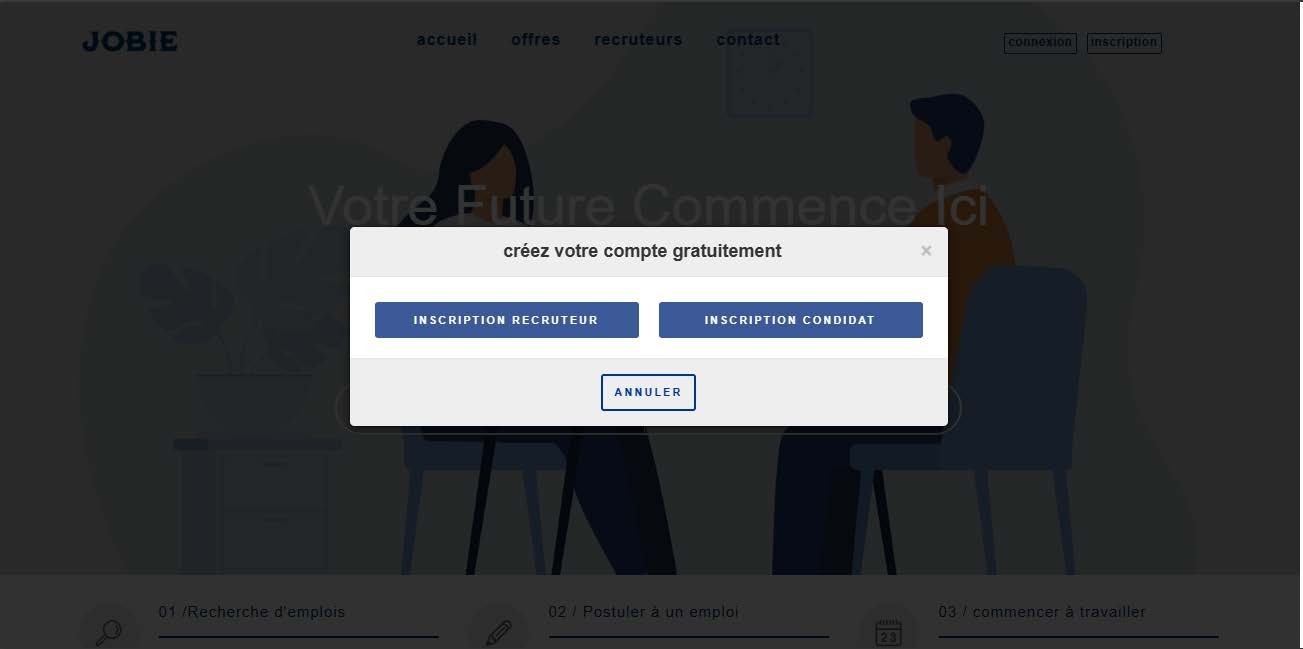 JOBIE
accueil offres recruteurs contact
connexion inscription
Votre Future Commence Ici
créez votre compte gratuitement ×
INSCRIPTION RECRUTEUR INSCRIPTION CONDIDAT
ANNULER
01 /Recherche d'emplois 02 / Postuler à un emploi 03 / commencer à travailler
23